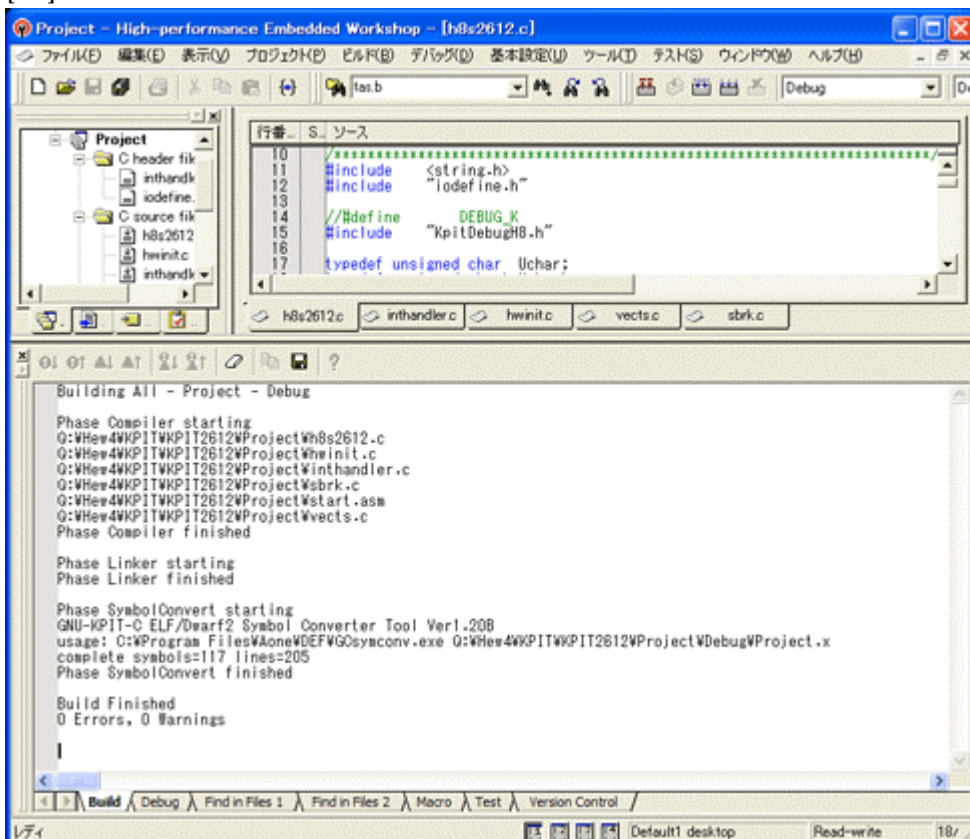 Project - High-performance Embedded Workshop - [h8s2612.c]
ファイル(F) 編集(E) 表示(V) プロジェクト(P) ビルド(B) デバッグ(D) 基本設定(U) ツール(T) テスト(S) ウィンドウ(W) ヘルプ(H)
tas.b
Debug
Project
C header fik
inthandk
iodefine.
C source fik
h8s2612
hwinit.c
inthandk
行番... S... ソース
10 /
11 #include <string.h>
12 #include "iodefine.h"
13
14 //#define DEBUG_K
15 #include "KpitDebugH8.h"
16
17 typedef unsigned char Uchar;
h8s2612.c inthandler.c hwinit.c vects.c sbrk.c
Building All - Project - Debug
Phase Compiler starting
Q:¥Hew4¥KPIT¥KPIT2612¥Project¥h8s2612.c
Q:¥Hew4¥KPIT¥KPIT2612¥Project¥hwinit.c
Q:¥Hew4¥KPIT¥KPIT2612¥Project¥inthandler.c
Q:¥Hew4¥KPIT¥KPIT2612¥Project¥sbrk.c
Q:¥Hew4¥KPIT¥KPIT2612¥Project¥start.asm
Q:¥Hew4¥KPIT¥KPIT2612¥Project¥vects.c
Phase Compiler finished
Phase Linker starting
Phase Linker finished
Phase SymbolConvert starting
GNU-KPIT-C ELF/Dwarf2 Symbol Converter Tool Ver1.20B
usage: C:¥Program Files¥Aone¥DEF¥GCsymconv.exe Q:¥Hew4¥KPIT¥KPIT2612¥Project¥Debug¥Project.x
complete symbols=117 lines=205
Phase SymbolConvert finished
Build Finished
0 Errors, 0 Warnings
Build Debug Find in Files 1 Find in Files 2 Macro Test Version Control
レディ Default1 desktop Read-write 18/